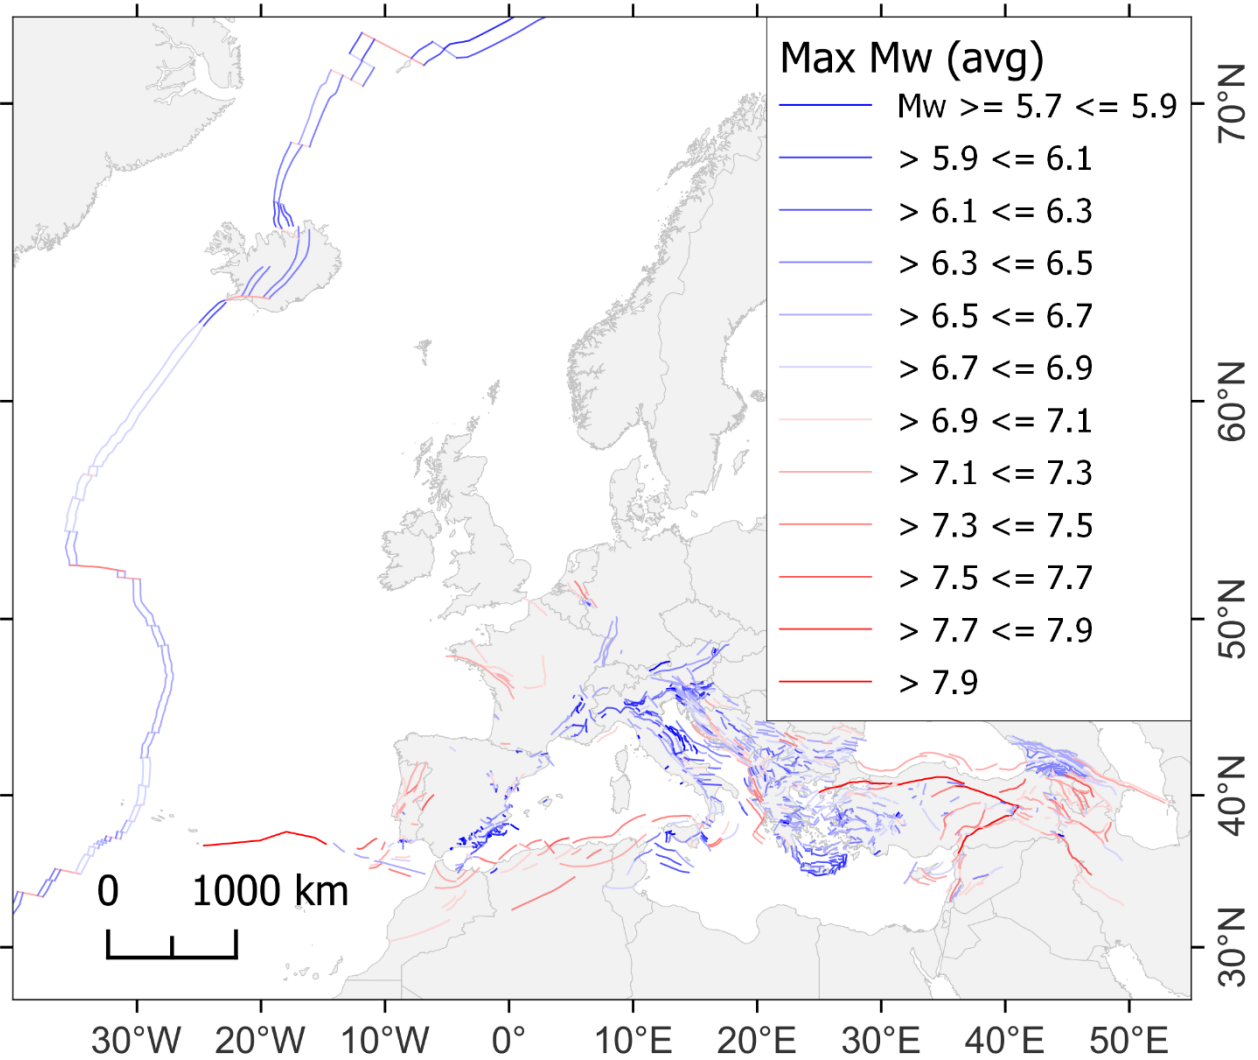 Max Mw (avg)
Mw >= 5.7 <= 5.9
> 5.9 <= 6.1
> 6.1 <= 6.3
> 6.3 <= 6.5
> 6.5 <= 6.7
> 6.7 <= 6.9
> 6.9 <= 7.1
> 7.1 <= 7.3
> 7.3 <= 7.5
> 7.5 <= 7.7
> 7.7 <= 7.9
> 7.9
70°N
60°N
50°N
40°N
30°N
0 1000 km
30°W 20°W 10°W 0° 10°E 20°E 30°E 40°E 50°E